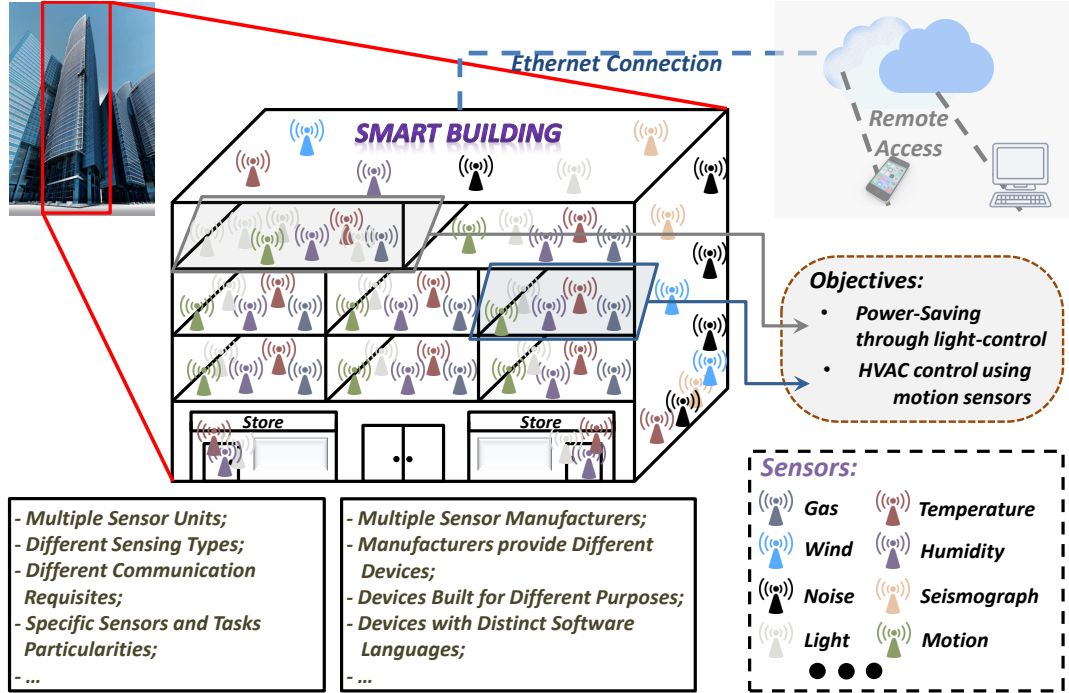 Ethernet Connection
SMART BUILDING
Remote
Access
Objectives:
• Power-Saving
through light-control
• HVAC control using
motion sensors
Store
Store
Sensors:
Gas
Temperature
Wind
Humidity
Noise
Seismograph
Light
Motion
- Multiple Sensor Units;
- Different Sensing Types;
- Different Communication
Requisites;
- Specific Sensors and Tasks
Particularities;
- ...
- Multiple Sensor Manufacturers;
- Manufacturers provide Different
Devices;
- Devices Built for Different Purposes;
- Devices with Distinct Software
Languages;
- ...